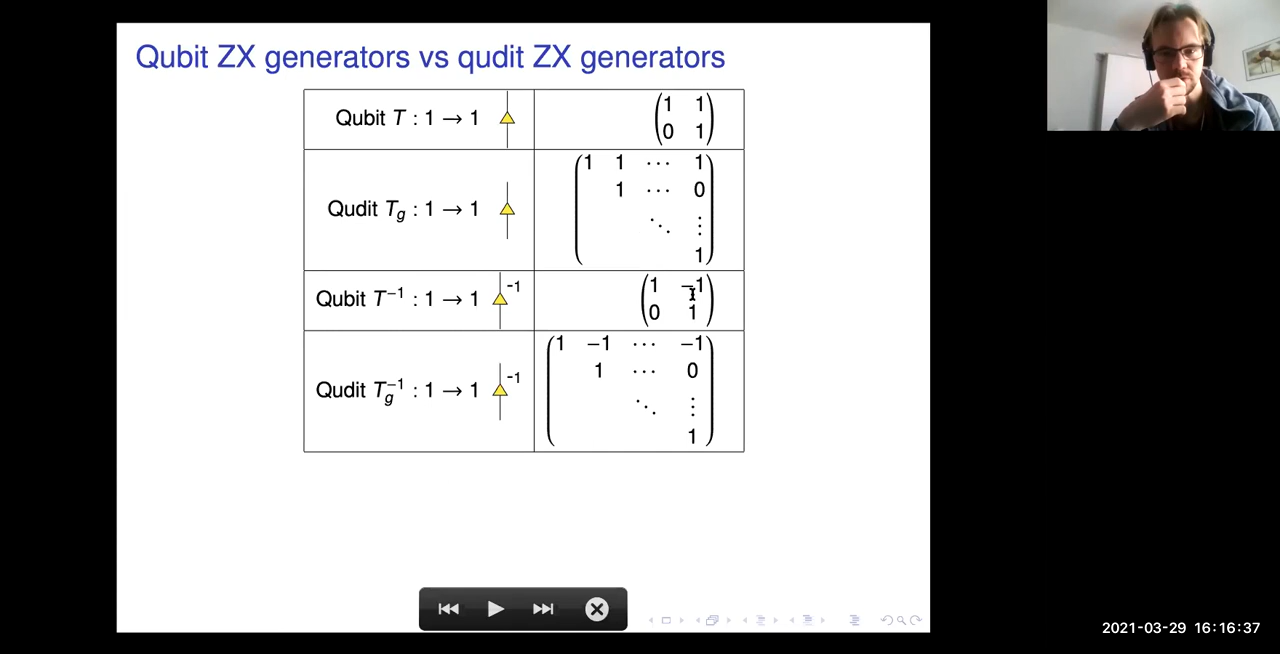 Qubit ZX generators vs qudit ZX generators
Qubit T : 1 → 1
1 1
0 1
Qudit T_g : 1 → 1
1 1 ⋯ 1
1 ⋯ 0
⋱ ⋮
1
Qubit T⁻¹ : 1 → 1 -1
1 −1
0 1
Qudit T_g⁻¹ : 1 → 1 -1
1 −1 ⋯ −1
1 ⋯ 0
⋱ ⋮
1
2021-03-29 16:16:37